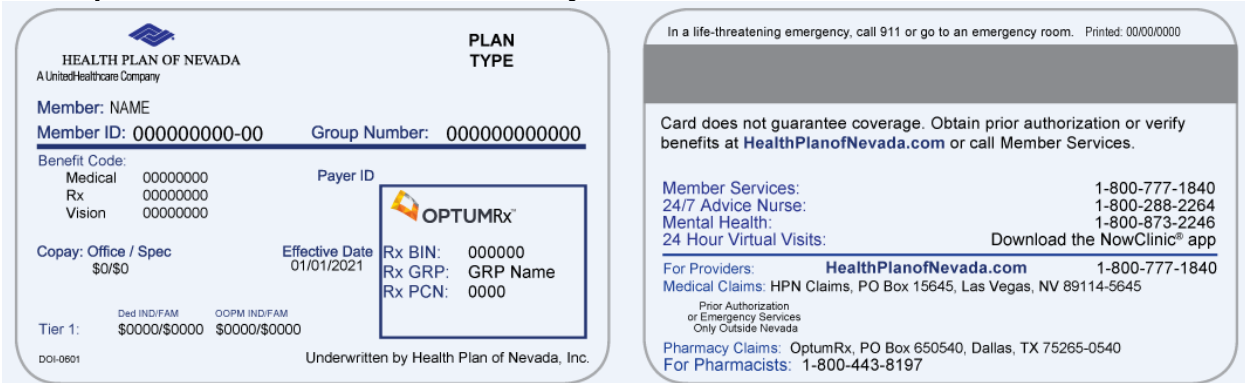 HEALTH PLAN OF NEVADA
A UnitedHealthcare Company
PLAN
TYPE
Member: NAME
Member ID: 000000000-00 Group Number: 000000000000
Benefit Code:
Medical 00000000
Rx 00000000
Vision 00000000
Payer ID
OPTUMRx™
Copay: Office / Spec
$0/$0
Effective Date
01/01/2021
Rx BIN: 000000
Rx GRP: GRP Name
Rx PCN: 0000
Ded IND/FAM OOPM IND/FAM
Tier 1: $0000/$0000 $0000/$0000
DOI-0601
Underwritten by Health Plan of Nevada, Inc.
In a life-threatening emergency, call 911 or go to an emergency room. Printed: 00/00/0000
Card does not guarantee coverage. Obtain prior authorization or verify
benefits at HealthPlanofNevada.com or call Member Services.
Member Services: 1-800-777-1840
24/7 Advice Nurse: 1-800-288-2264
Mental Health: 1-800-873-2246
24 Hour Virtual Visits: Download the NowClinic® app
For Providers: HealthPlanofNevada.com 1-800-777-1840
Medical Claims: HPN Claims, PO Box 15645, Las Vegas, NV 89114-5645
Prior Authorization
or Emergency Services
Only Outside Nevada
Pharmacy Claims: OptumRx, PO Box 650540, Dallas, TX 75265-0540
For Pharmacists: 1-800-443-8197